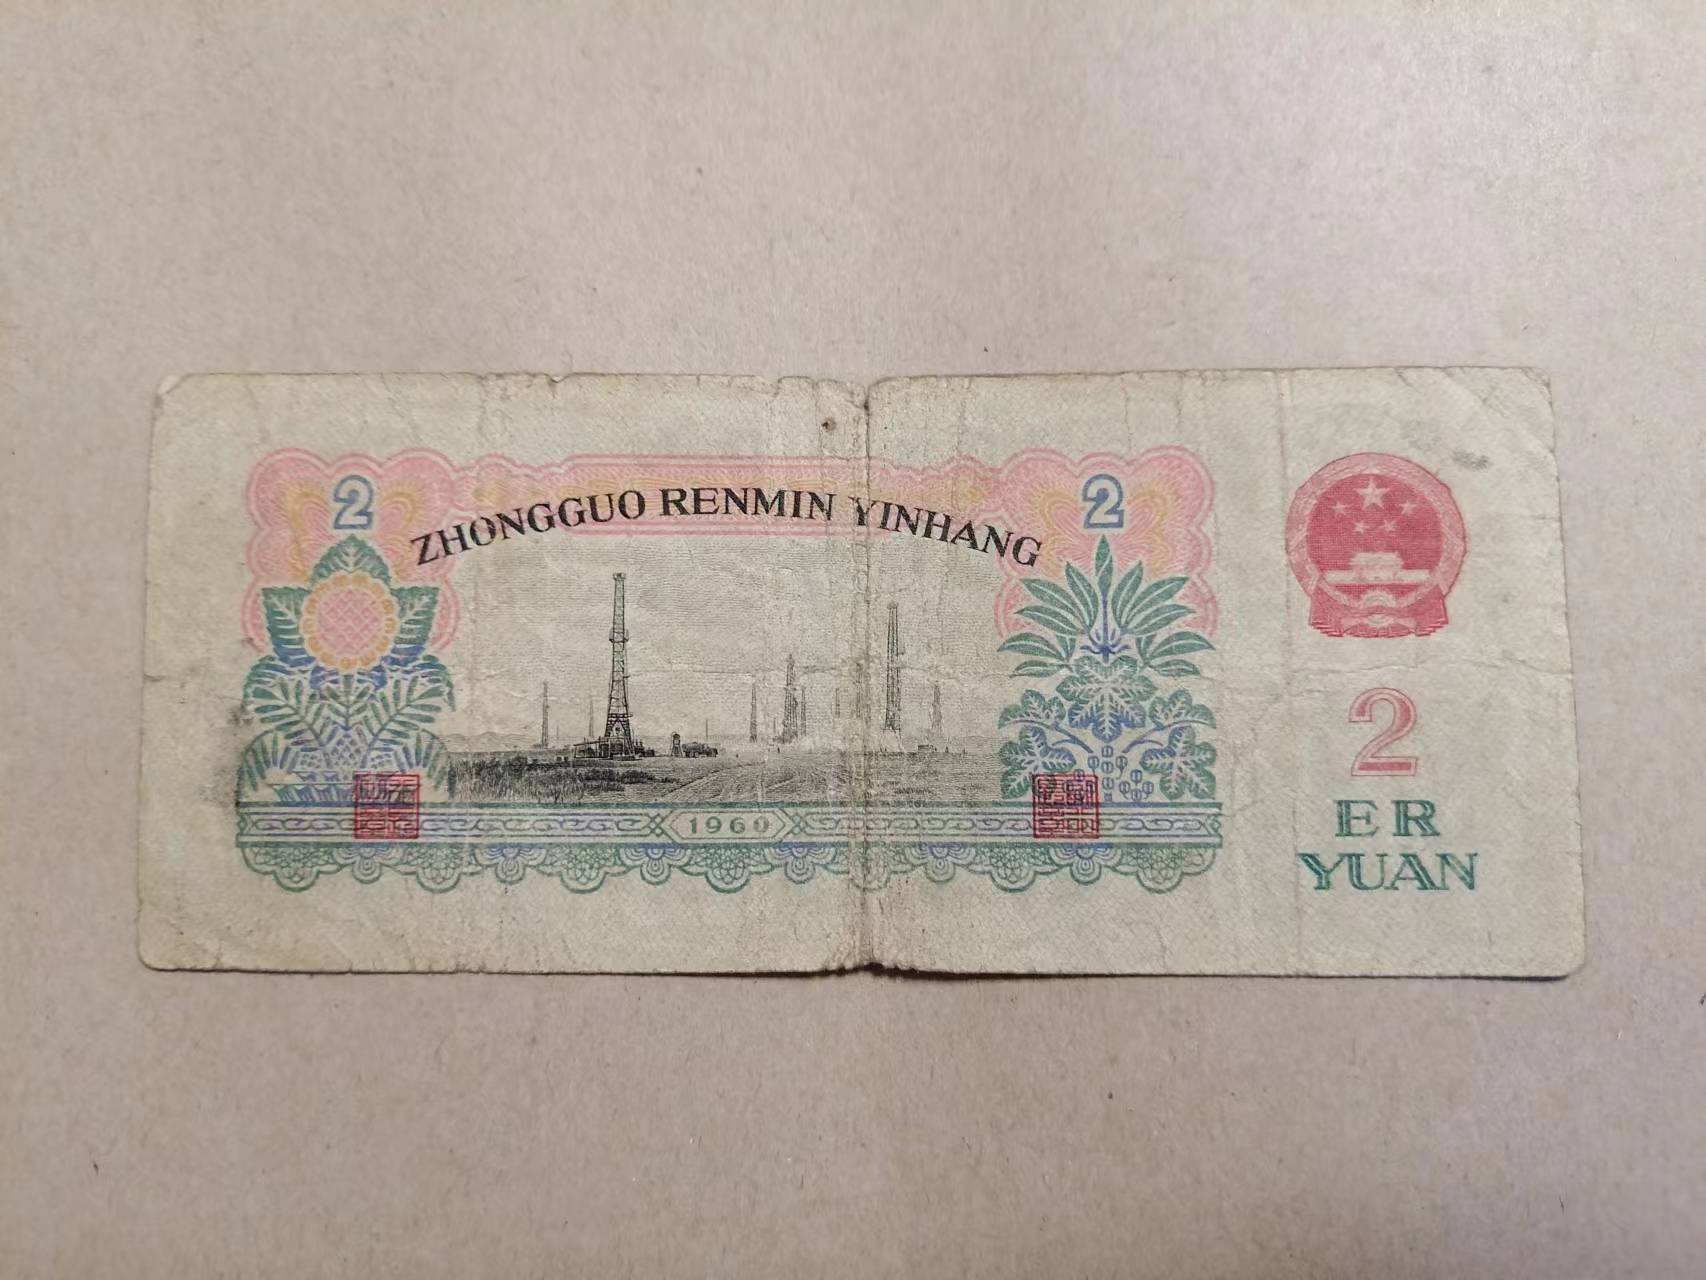 2
2
ZHONGGUO RENMIN YINHANG
1960
2
ER
YUAN